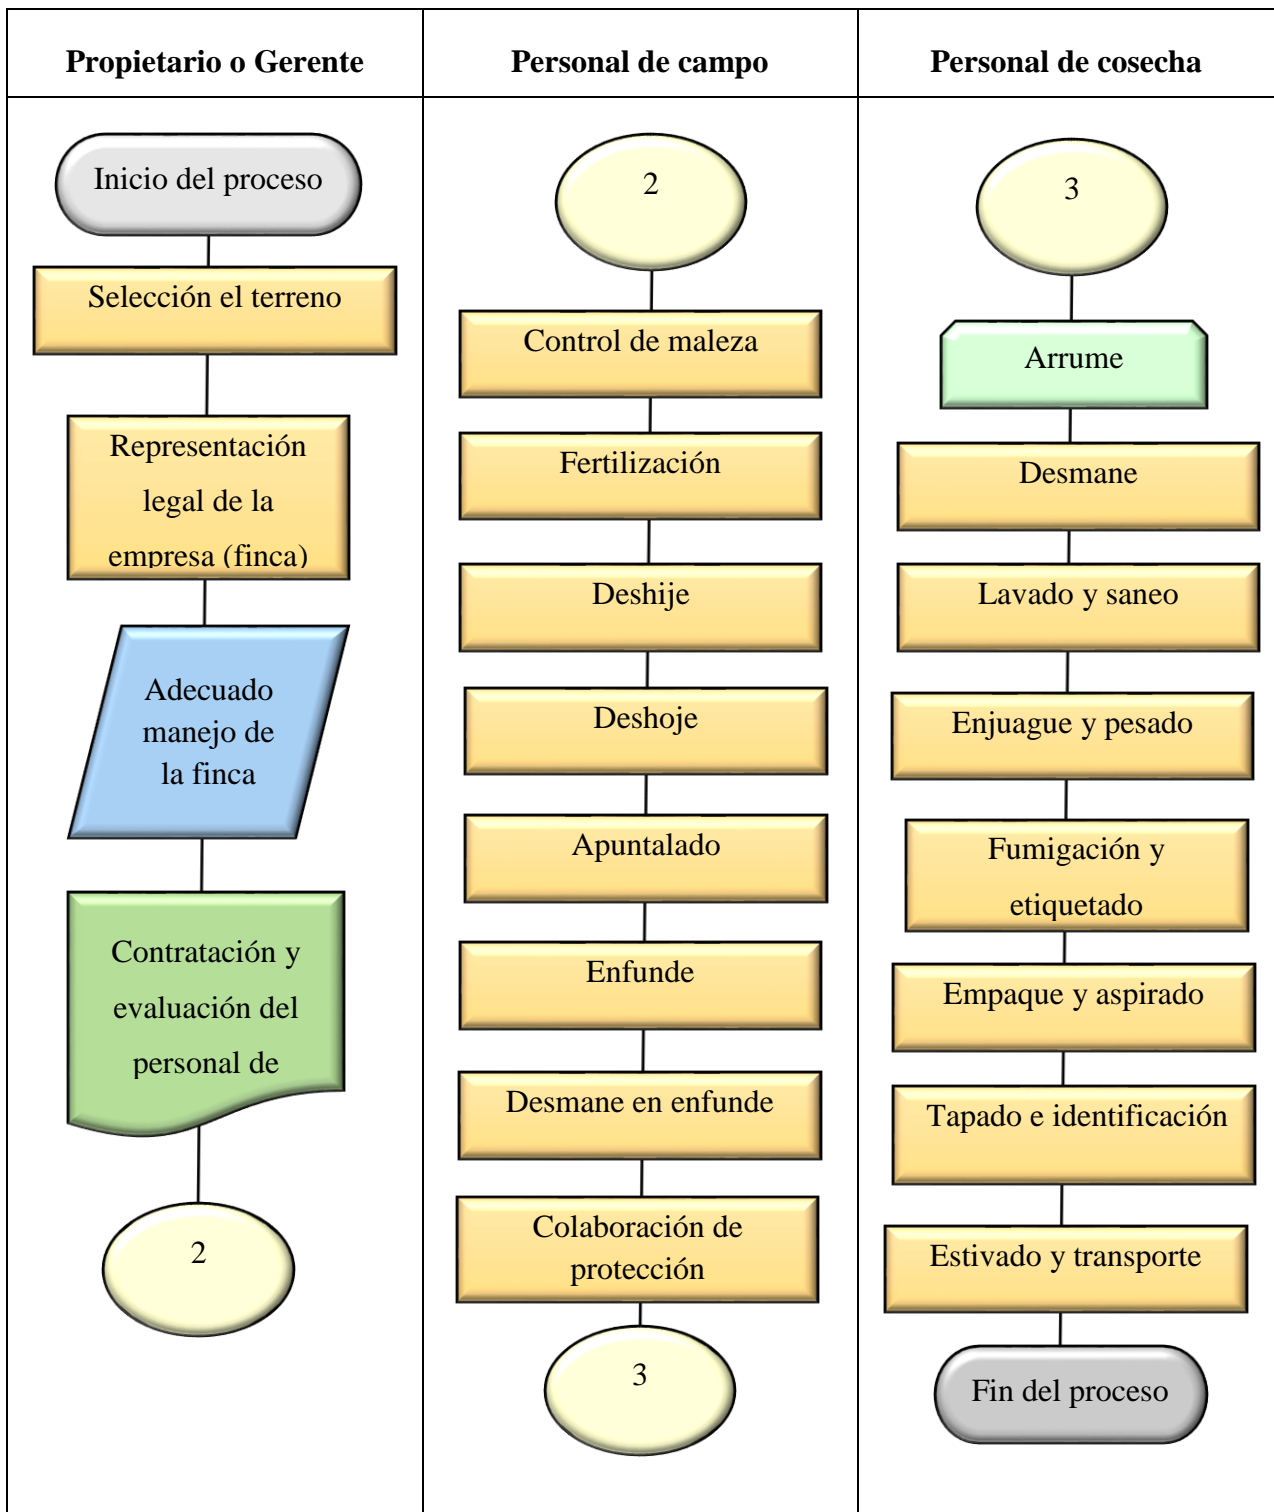 Propietario o Gerente
Inicio del proceso
Selección el terreno
Representación
legal de la
empresa (finca)
Adecuado
manejo de
la finca
Contratación y
evaluación del
personal de
2
Personal de campo
2
Control de maleza
Fertilización
Deshije
Deshoje
Apuntalado
Enfunde
Desmane en enfunde
Colaboración de
protección
3
Personal de cosecha
3
Arrume
Desmane
Lavado y saneo
Enjuague y pesado
Fumigación y
etiquetado
Empaque y aspirado
Tapado e identificación
Estivado y transporte
Fin del proceso